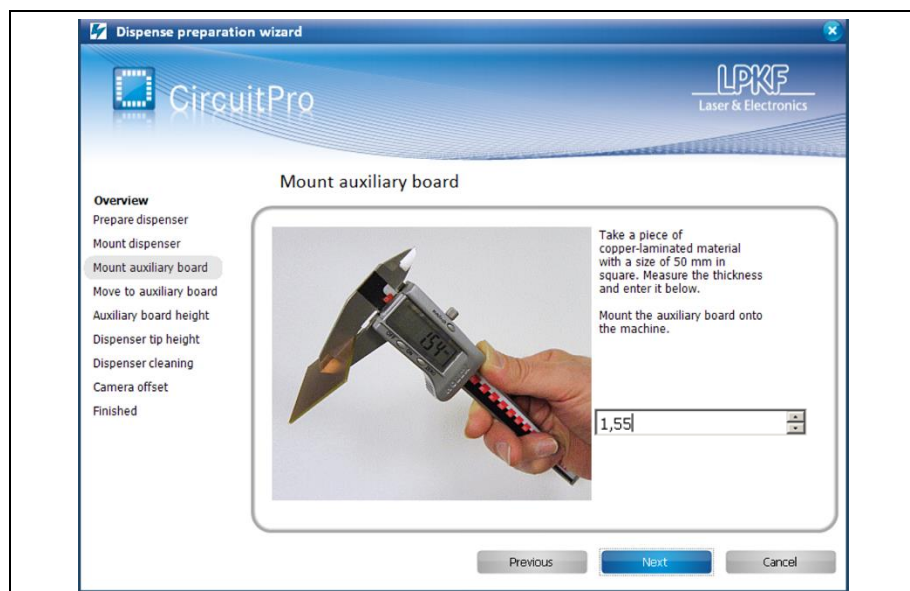 Dispense preparation wizard
CircuitPro
LPKF
Laser & Electronics
Mount auxiliary board
Overview
Prepare dispenser
Mount dispenser
Mount auxiliary board
Move to auxiliary board
Auxiliary board height
Dispenser tip height
Dispenser cleaning
Camera offset
Finished
Take a piece of
copper-laminated material
with a size of 50 mm in
square. Measure the thickness
and enter it below.
Mount the auxiliary board onto
the machine.
1,55
Previous
Next
Cancel